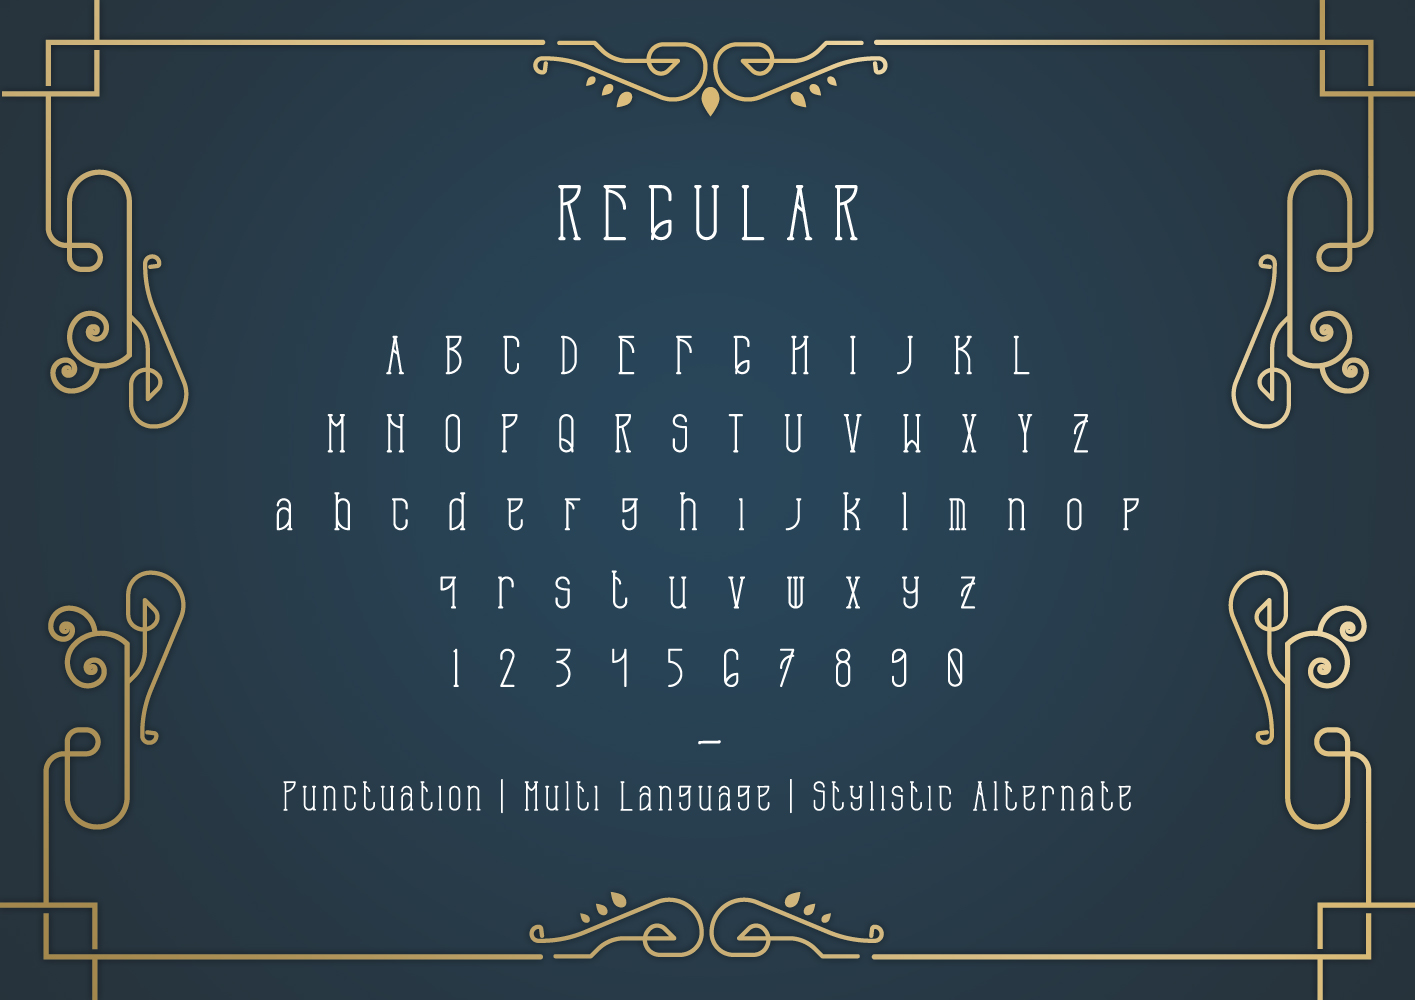 REGULAR
A B C D E F G H I J K L
M N O P Q R S T U V W X Y Z
a b c d e f g h i j k l m n o p
q r s t u v w x y z
1 2 3 4 5 6 7 8 9 0
–
Punctuation | Multi Language | Stylistic Alternate